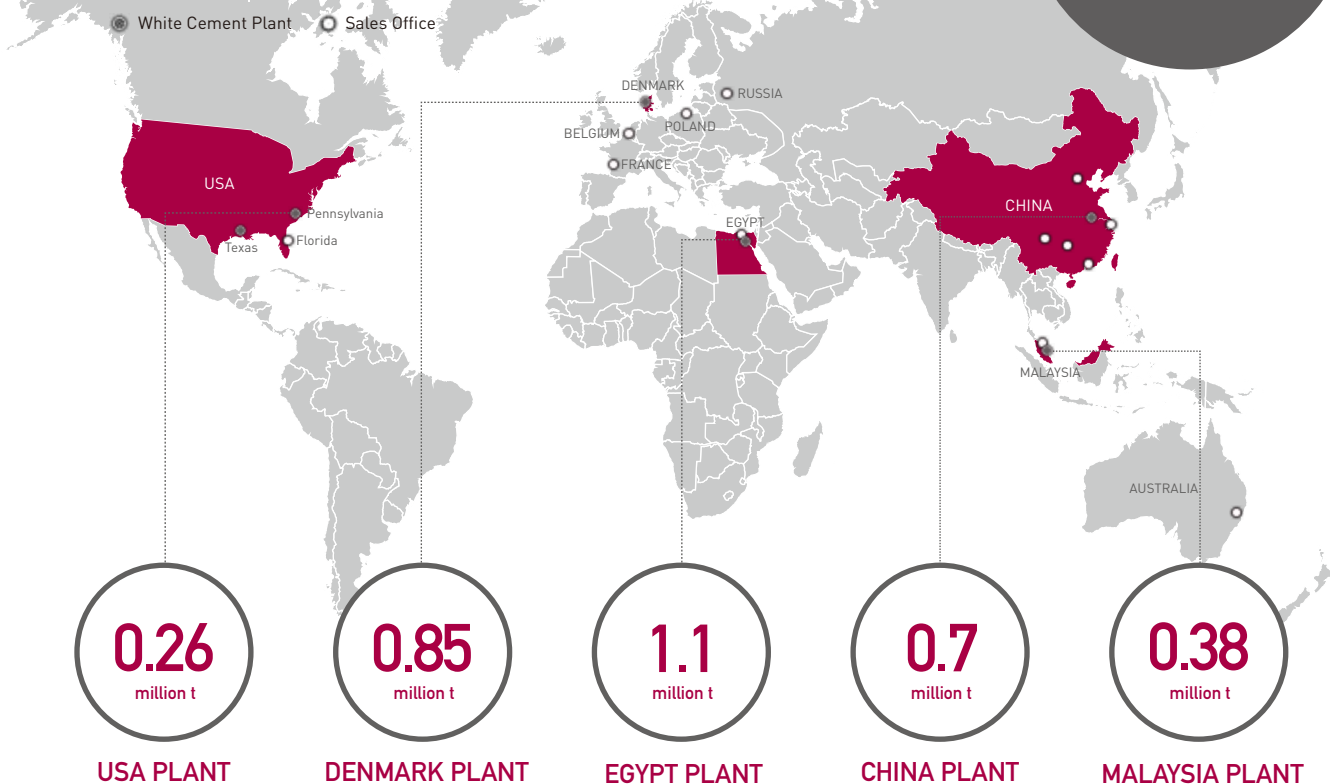 White Cement Plant
Sales Office
DENMARK
RUSSIA
BELGIUM
POLAND
FRANCE
USA
CHINA
Pennsylvania
EGYPT
Texas
Florida
MALAYSIA
AUSTRALIA
0.26
million t
USA PLANT
0.85
million t
DENMARK PLANT
1.1
million t
EGYPT PLANT
0.7
million t
CHINA PLANT
0.38
million t
MALAYSIA PLANT